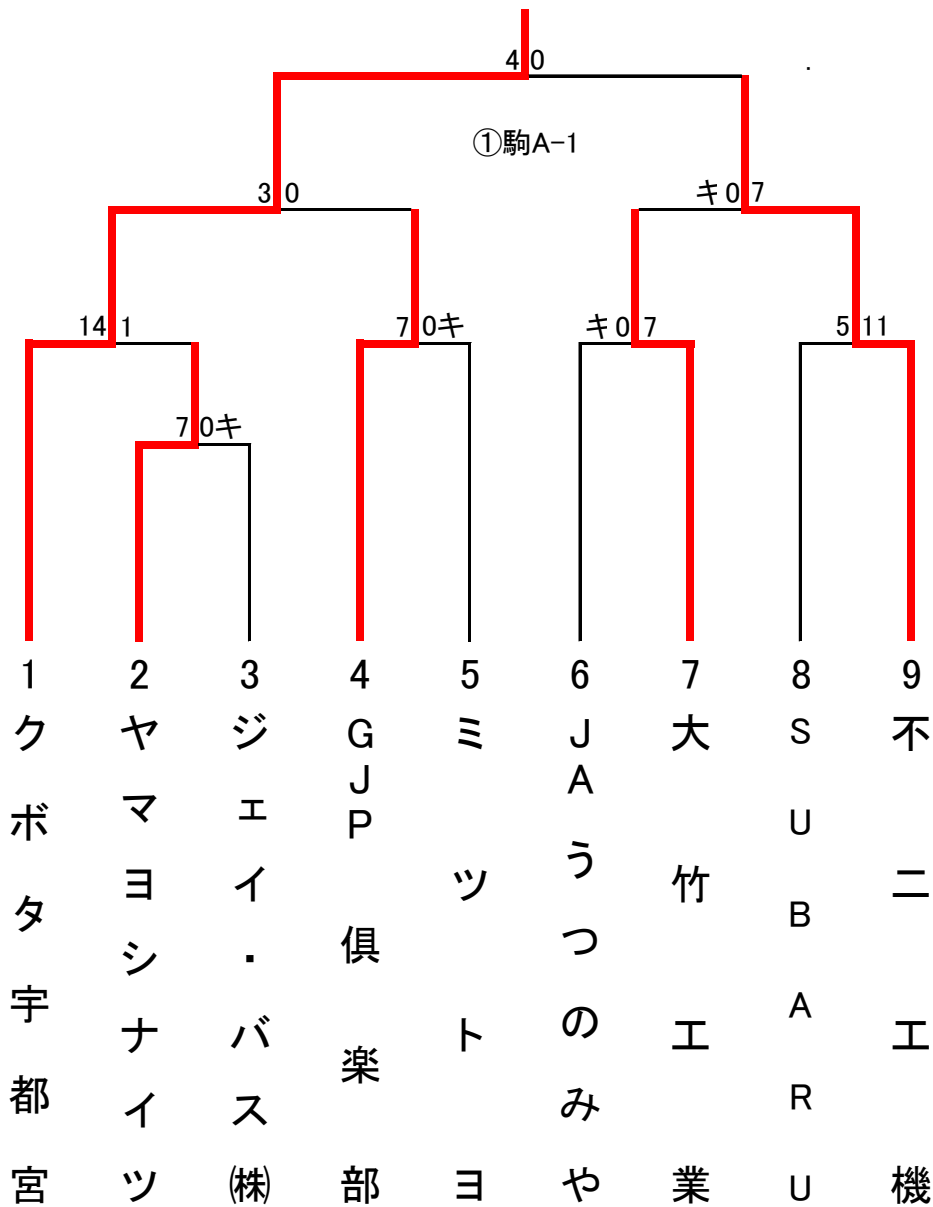 4 0
.
①駒A-1
3 0
キ 0 7
14 1
7 0キ
キ 0 7
5 11
7 0キ
1 2 3 4 5 6 7 8 9
クボタ宇都宮
ヤマヨシナイツ
ジェイ・バス㈱
GJP倶楽部
ミツトヨ
JAうつのみや
大竹工業
SUBARU
不二工機